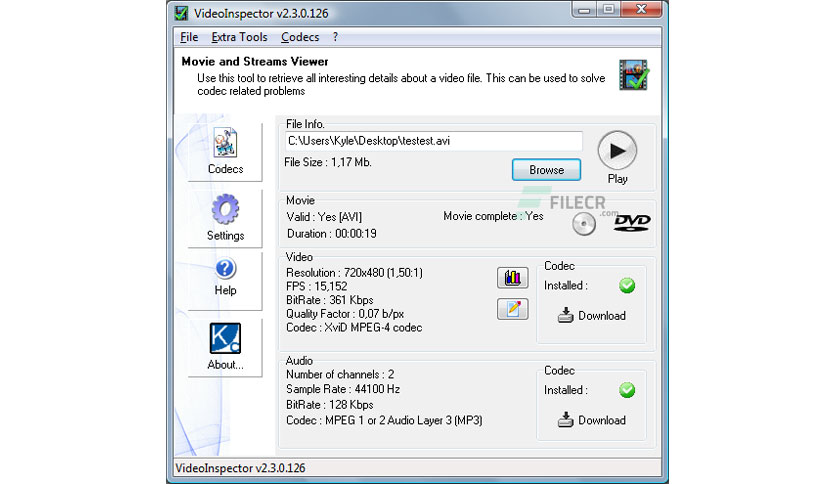 VideoInspector v2.3.0.126
File Extra Tools Codecs ?
Movie and Streams Viewer
Use this tool to retrieve all interesting details about a video file. This can be used to solve
codec related problems
Codecs
Settings
Help
About...
File Info.
C:\Users\Kyle\Desktop\testest.avi
File Size : 1,17 Mb.
Browse
Play
Movie
Valid : Yes [AVI]
Movie complete : Yes
Duration : 00:00:19
FILECR
.com
DVD
Video
Resolution : 720x480 (1,50:1)
FPS : 15,152
BitRate : 361 Kbps
Quality Factor : 0,07 b/px
Codec : XviD MPEG-4 codec
Codec
Installed :
Download
Audio
Number of channels : 2
Sample Rate : 44100 Hz
BitRate : 128 Kbps
Codec : MPEG 1 or 2 Audio Layer 3 (MP3)
Codec
Installed :
Download
VideoInspector v2.3.0.126